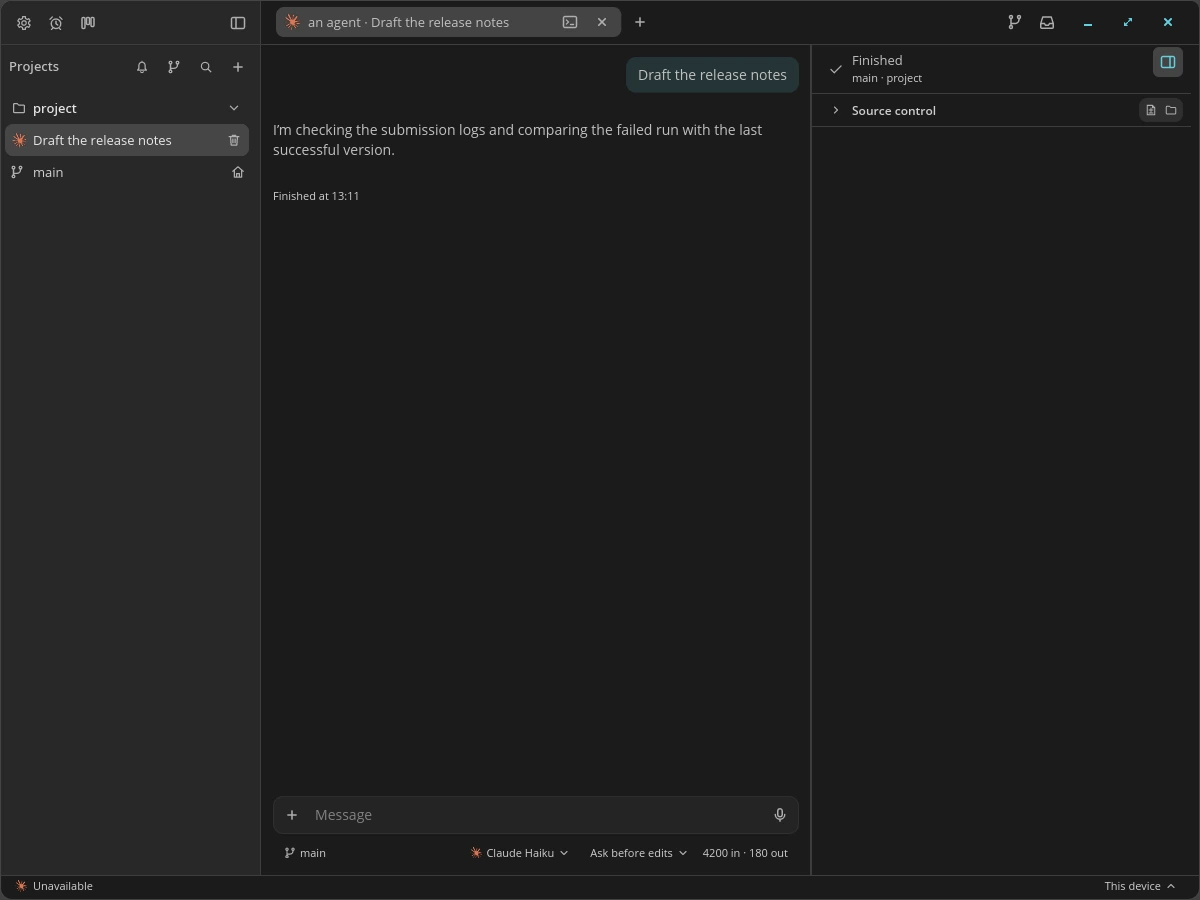 an agent · Draft the release notes
Projects
project
Draft the release notes
main
Draft the release notes
I'm checking the submission logs and comparing the failed run with the last
successful version.
Finished at 13:11
Message
main
Claude Haiku
Ask before edits
4200 in · 180 out
Finished
main · project
Source control
Unavailable
This device